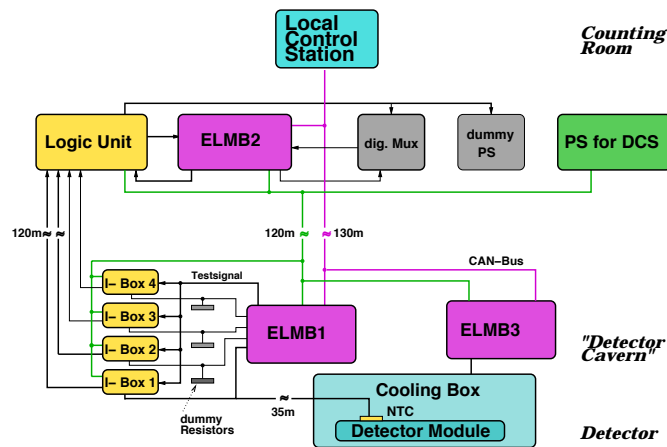 Local
Control
Station
Counting
Room
Logic Unit
ELMB2
dig. Mux
dummy
PS
PS for DCS
120m
120m
130m
CAN-Bus
I- Box 4
Testsignal
I- Box 3
ELMB1
ELMB3
I- Box 2
"Detector
Cavern"
I- Box 1
dummy
Resistors
35m
Cooling Box
NTC
Detector Module
Detector